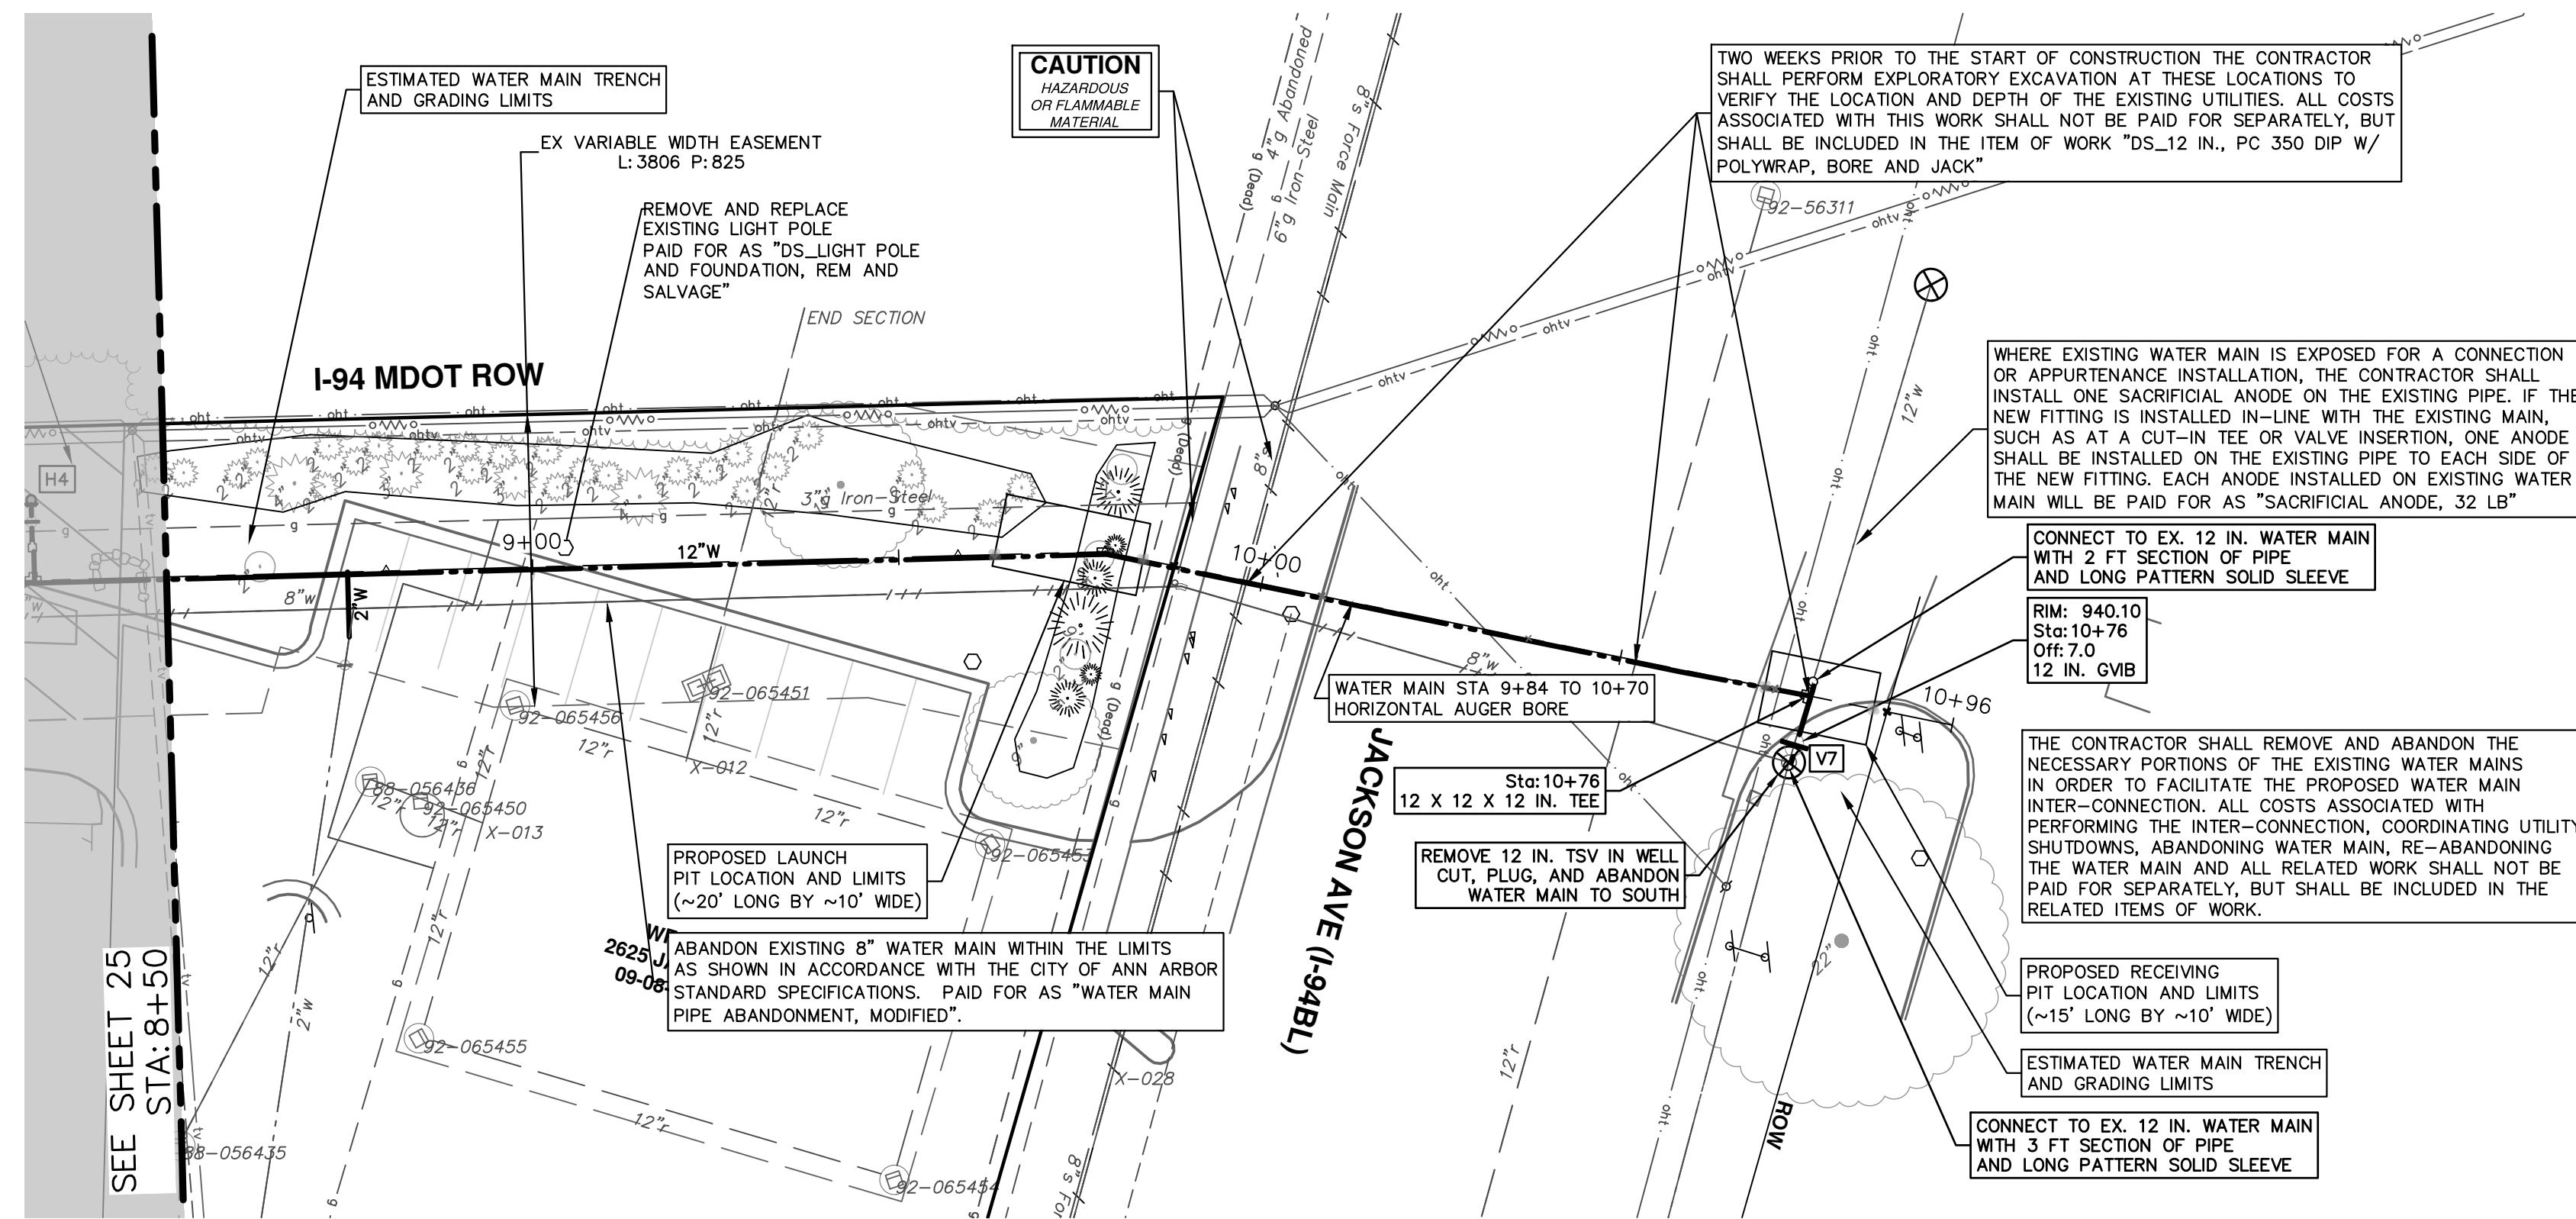 ESTIMATED WATER MAIN TRENCH
AND GRADING LIMITS
EX VARIABLE WIDTH EASEMENT
L:3806 P:825
REMOVE AND REPLACE
EXISTING LIGHT POLE
PAID FOR AS "DS_LIGHT POLE
AND FOUNDATION, REM AND
SALVAGE"
END SECTION
CAUTION
HAZARDOUS
OR FLAMMABLE
MATERIAL
g (Dead)
4"g Abandoned
6"g Iron-Steel
8"s Force Main
TWO WEEKS PRIOR TO THE START OF CONSTRUCTION THE CONTRACTOR
SHALL PERFORM EXPLORATORY EXCAVATION AT THESE LOCATIONS TO
VERIFY THE LOCATION AND DEPTH OF THE EXISTING UTILITIES. ALL COSTS
ASSOCIATED WITH THIS WORK SHALL NOT BE PAID FOR SEPARATELY, BUT
SHALL BE INCLUDED IN THE ITEM OF WORK "DS_12 IN., PC 350 DIP W/
POLYWRAP, BORE AND JACK"
92-56311
I-94 MDOT ROW
H4
3"g Iron-Steel
9+00
12"W
10+00
8"w
2"W
12"w
WHERE EXISTING WATER MAIN IS EXPOSED FOR A CONNECTION
OR APPURTENANCE INSTALLATION, THE CONTRACTOR SHALL
INSTALL ONE SACRIFICIAL ANODE ON THE EXISTING PIPE. IF THE
NEW FITTING IS INSTALLED IN-LINE WITH THE EXISTING MAIN,
SUCH AS AT A CUT-IN TEE OR VALVE INSERTION, ONE ANODE
SHALL BE INSTALLED ON THE EXISTING PIPE TO EACH SIDE OF
THE NEW FITTING. EACH ANODE INSTALLED ON EXISTING WATER
MAIN WILL BE PAID FOR AS "SACRIFICIAL ANODE, 32 LB"
CONNECT TO EX. 12 IN. WATER MAIN
WITH 2 FT SECTION OF PIPE
AND LONG PATTERN SOLID SLEEVE
RIM: 940.10
Sta:10+76
Off:7.0
12 IN. GVIB
8"w
WATER MAIN STA 9+84 TO 10+70
HORIZONTAL AUGER BORE
10+96
V7
92-065451
92-065456
12"r
12"r
X-012
88-056436
92-065450
X-013
12"r
92-065453
Sta:10+76
12 X 12 X 12 IN. TEE
REMOVE 12 IN. TSV IN WELL
CUT, PLUG, AND ABANDON
WATER MAIN TO SOUTH
THE CONTRACTOR SHALL REMOVE AND ABANDON THE
NECESSARY PORTIONS OF THE EXISTING WATER MAINS
IN ORDER TO FACILITATE THE PROPOSED WATER MAIN
INTER-CONNECTION. ALL COSTS ASSOCIATED WITH
PERFORMING THE INTER-CONNECTION, COORDINATING UTILITY
SHUTDOWNS, ABANDONING WATER MAIN, RE-ABANDONING
THE WATER MAIN AND ALL RELATED WORK SHALL NOT BE
PAID FOR SEPARATELY, BUT SHALL BE INCLUDED IN THE
RELATED ITEMS OF WORK.
PROPOSED LAUNCH
PIT LOCATION AND LIMITS
(~20' LONG BY ~10' WIDE)
2625
09-08-
ABANDON EXISTING 8" WATER MAIN WITHIN THE LIMITS
AS SHOWN IN ACCORDANCE WITH THE CITY OF ANN ARBOR
STANDARD SPECIFICATIONS. PAID FOR AS "WATER MAIN
PIPE ABANDONMENT, MODIFIED".
JACKSON AVE (I-94BL)
22"
PROPOSED RECEIVING
PIT LOCATION AND LIMITS
(~15' LONG BY ~10' WIDE)
ESTIMATED WATER MAIN TRENCH
AND GRADING LIMITS
CONNECT TO EX. 12 IN. WATER MAIN
WITH 3 FT SECTION OF PIPE
AND LONG PATTERN SOLID SLEEVE
ROW
SEE SHEET 25
STA:8+50
12"r
2"w
12"r
92-065455
12"r
92-065454
88-056435
X-028
12"r